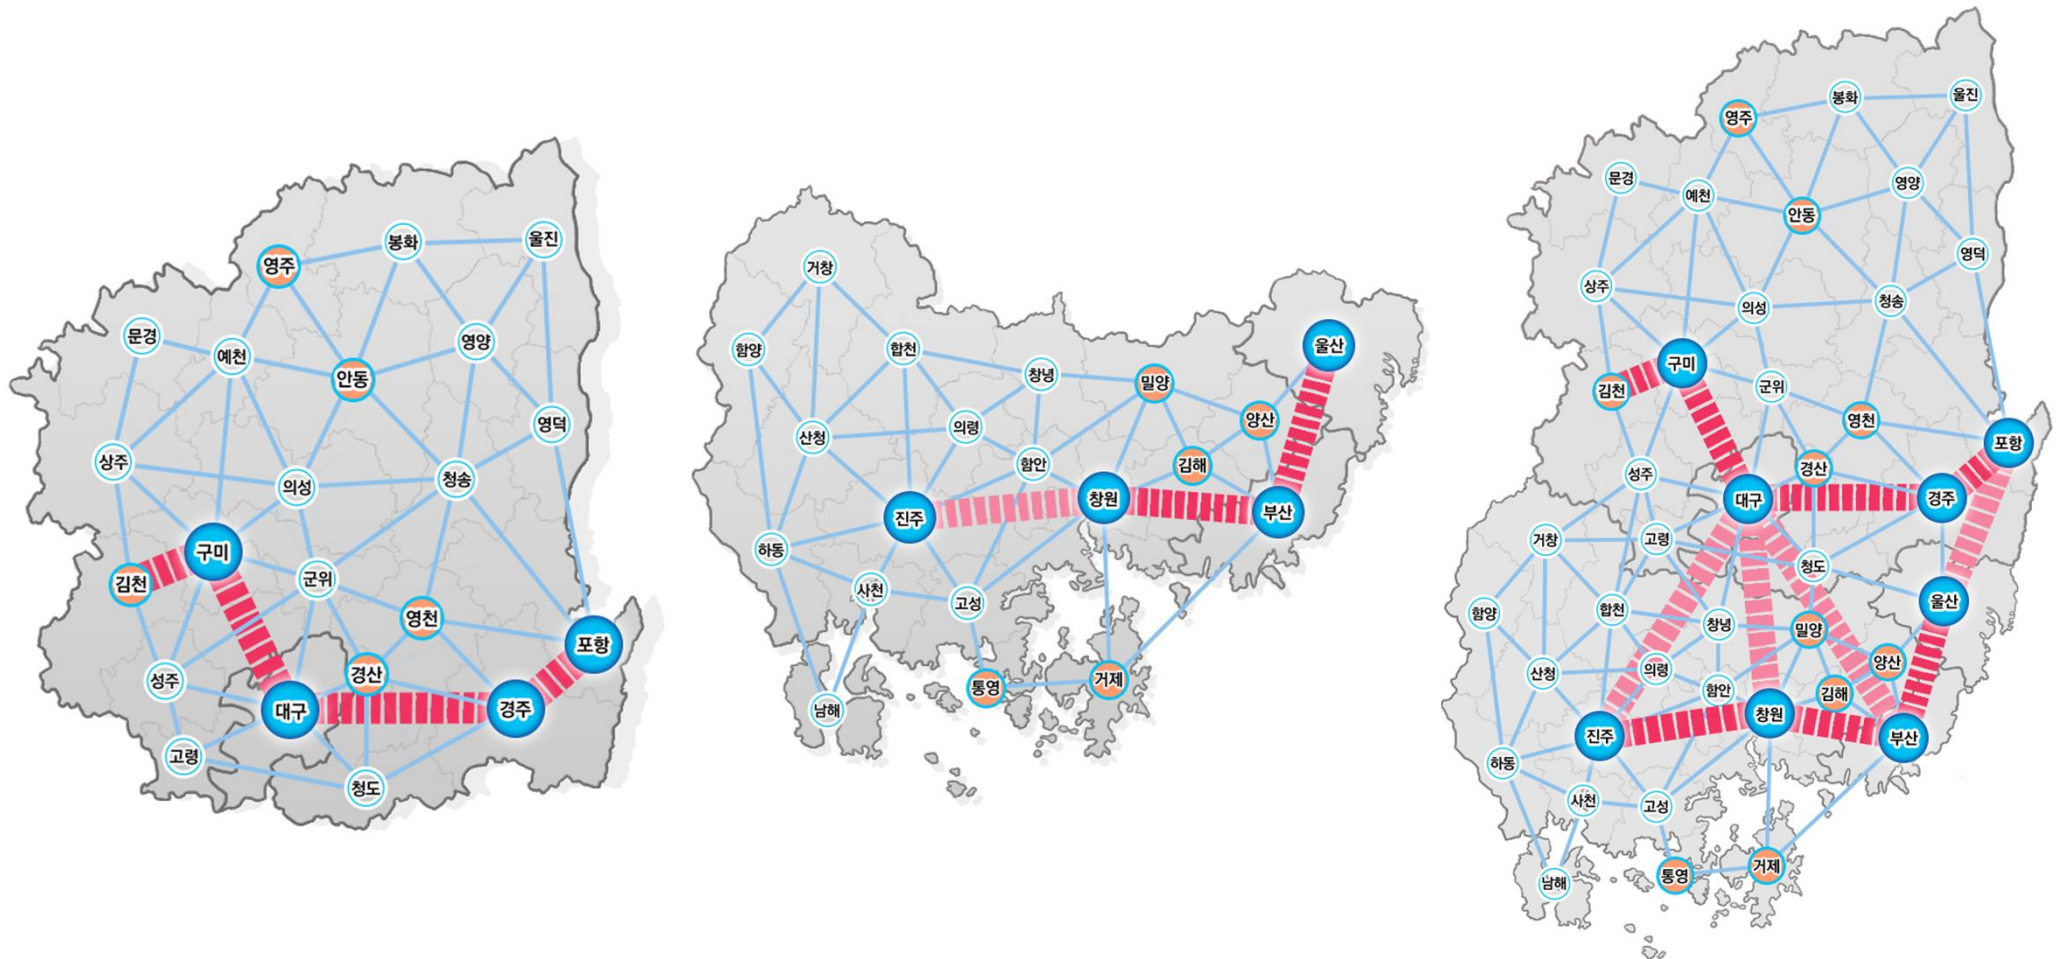 봉화
울진
영주
문경
예천
영양
안동
영덕
상주
의성
청송
구미
군위
김천
영천
포항
경산
성주
대구
경주
고령
청도
거창
울산
함양
합천
창녕
밀양
양산
의령
산청
함안
김해
창원
진주
부산
하동
사천
고성
거제
통영
남해
봉화
울진
영주
문경
영양
예천
안동
영덕
상주
청송
의성
구미
군위
김천
영천
포항
경산
성주
대구
경주
거창
고령
청도
울산
함양
합천
창녕
밀양
양산
의령
산청
함안
김해
창원
진주
부산
하동
사천
고성
거제
통영
남해